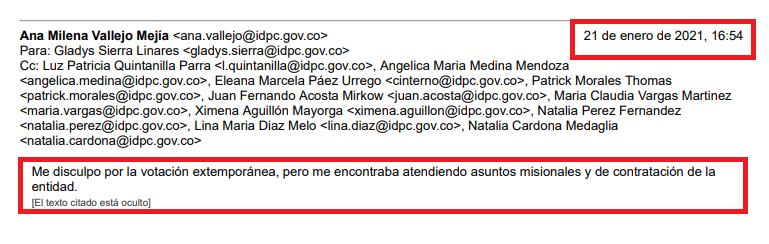 Ana Milena Vallejo Mejía <ana.vallejo@idpc.gov.co> 21 de enero de 2021, 16:54
Para: Gladys Sierra Linares <gladys.sierra@idpc.gov.co>
Cc: Luz Patricia Quintanilla Parra <l.quintanilla@idpc.gov.co>, Angelica Maria Medina Mendoza
<angelica.medina@idpc.gov.co>, Eleana Marcela Páez Urrego <cinterno@idpc.gov.co>, Patrick Morales Thomas
<patrick.morales@idpc.gov.co>, Juan Fernando Acosta Mirkow <juan.acosta@idpc.gov.co>, Maria Claudia Vargas Martinez
<maria.vargas@idpc.gov.co>, Ximena Aguillón Mayorga <ximena.aguillon@idpc.gov.co>, Natalia Perez Fernandez
<natalia.perez@idpc.gov.co>, Lina Maria Diaz Melo <lina.diaz@idpc.gov.co>, Natalia Cardona Medaglia
<natalia.cardona@idpc.gov.co>
Me disculpo por la votación extemporánea, pero me encontraba atendiendo asuntos misionales y de contratación de la
entidad.
[El texto citado está oculto]